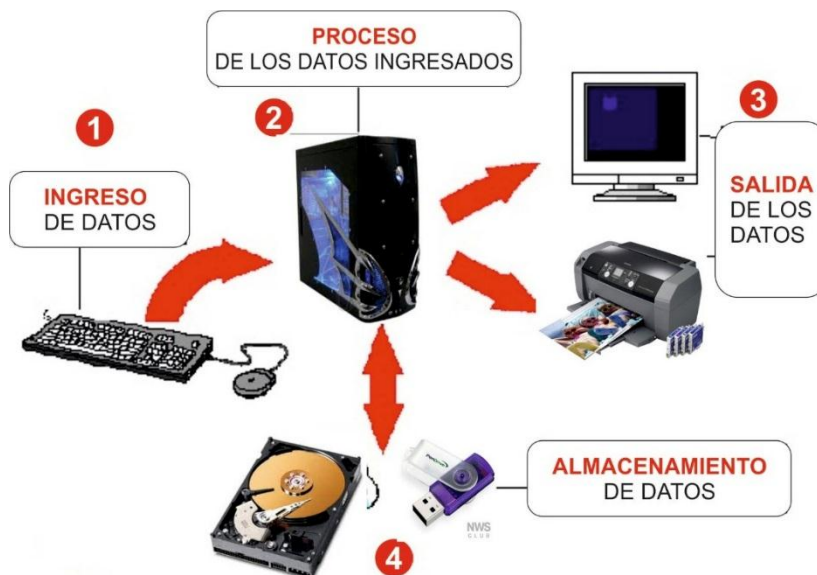 1
INGRESO
DE DATOS
2
PROCESO
DE LOS DATOS INGRESADOS
3
SALIDA
DE LOS
DATOS
4
ALMACENAMIENTO
DE DATOS
NWS
CLUB